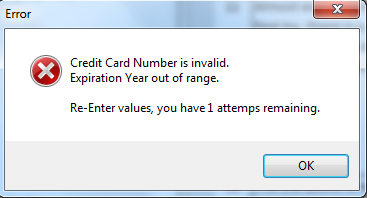 Error
Credit Card Number is invalid.
Expiration Year out of range.
Re-Enter values, you have 1 attemps remaining.
OK